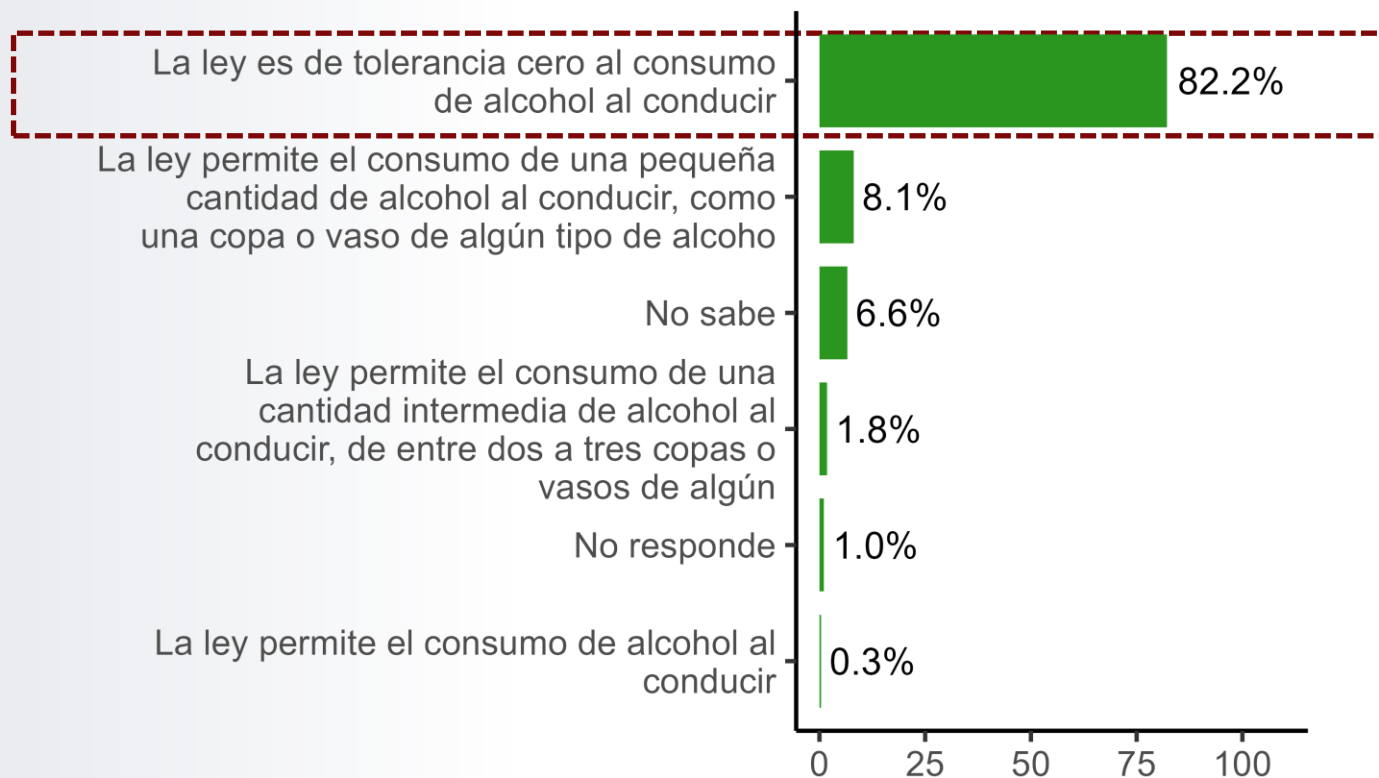 La ley es de tolerancia cero al consumo
de alcohol al conducir
82.2%
La ley permite el consumo de una pequeña
cantidad de alcohol al conducir, como
una copa o vaso de algún tipo de alcoho
8.1%
No sabe
6.6%
La ley permite el consumo de una
cantidad intermedia de alcohol al
conducir, de entre dos a tres copas o
vasos de algún
1.8%
No responde
1.0%
La ley permite el consumo de alcohol al
conducir
0.3%
0 25 50 75 100